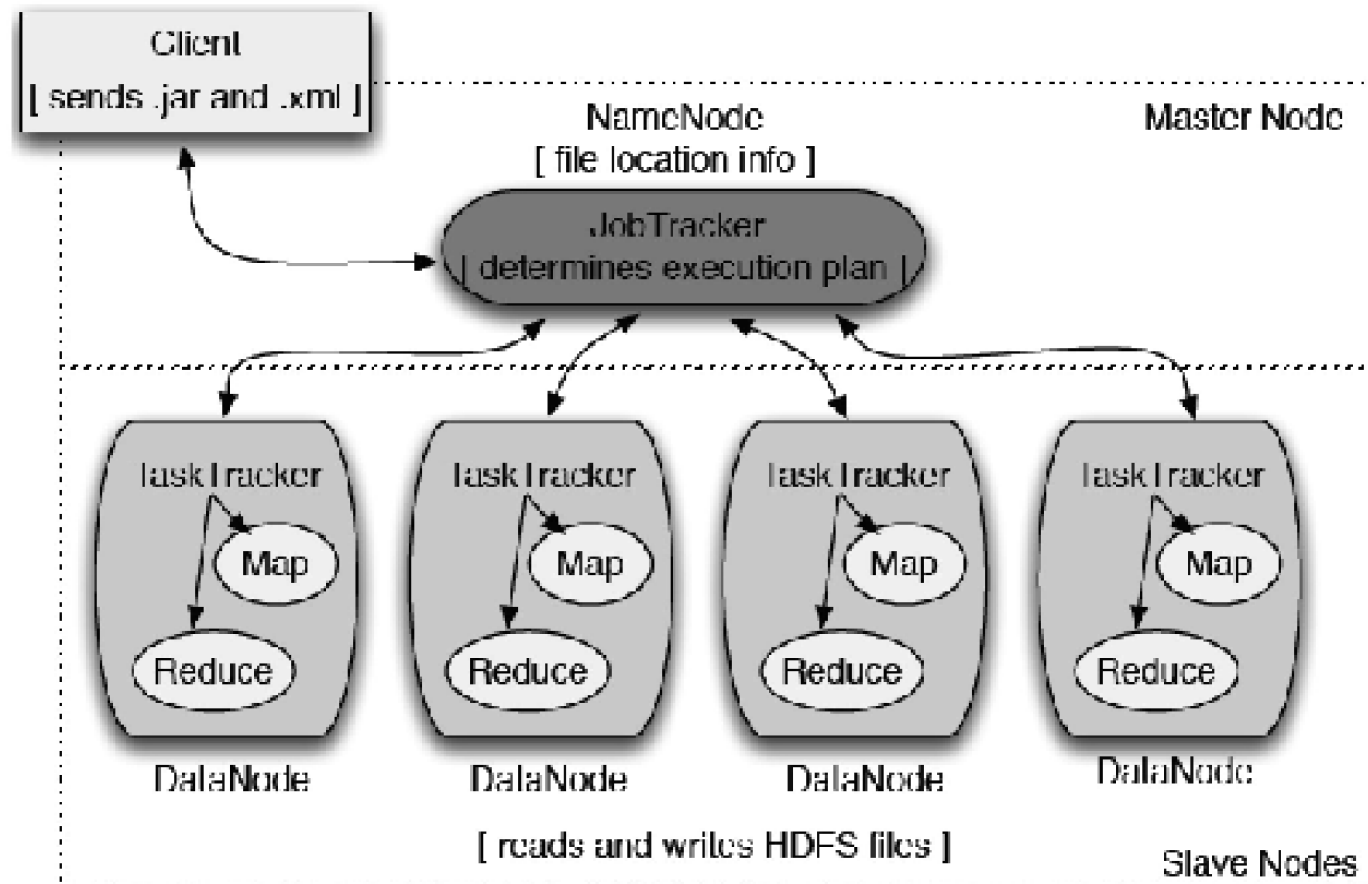 Client
[ sends .jar and .xml ]
NameNode
Master Node
[ file location info ]
JobTracker
[ determines execution plan ]
TaskTracker
TaskTracker
TaskTracker
TaskTracker
Map
Map
Map
Map
Reduce
Reduce
Reduce
Reduce
DataNode
DataNode
DataNode
DataNode
[ reads and writes HDFS files ]
Slave Nodes